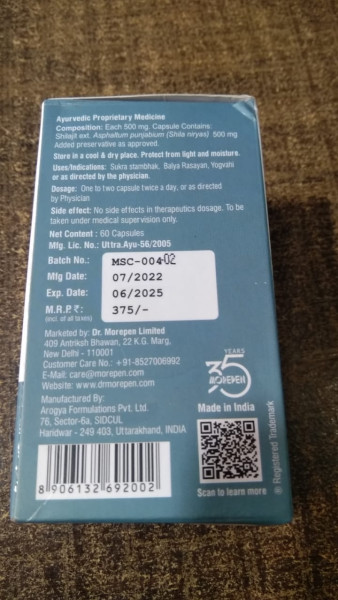 Ayurvedic Proprietary Medicine
Composition: Each 500 mg. Capsule Contains:
Shilajit ext. Asphaltum punjabium (Shila niryas) 500 mg
Added preservative as approved.
Store in a cool & dry place. Protect from light and moisture.
Uses/Indications: Sukra stambhak, Balya Rasayan, Yogvahi
or as directed by the physician.
Dosage: One to two capsule twice a day, or as directed
by Physician
Side effect: No side effects in therapeutics dosage. To be
taken under medical supervision only.
Net Content : 60 Capsules
Mfg. Lic. No.: Uttra.Ayu-56/2005
Batch No.: MSC-004-02
Mfg Date: 07/2022
Exp. Date: 06/2025
M.R.P. ₹: 375/-
(incl. of all taxes)
Marketed by: Dr. Morepen Limited
409 Antriksh Bhawan, 22 K.G. Marg,
New Delhi - 110001
Customer Care No.: +91-8527006992
E-Mail: care@morepen.com
Website: www.drmorepen.com
YEARS
35
MOREPEN
Manufactured By:
Arogya Formulations Pvt. Ltd.
76, Sector-6a, SIDCUL
Haridwar - 249 403, Uttarakhand, INDIA
Made in India
Scan to learn more
® Registered Trademark
8 906132 692002